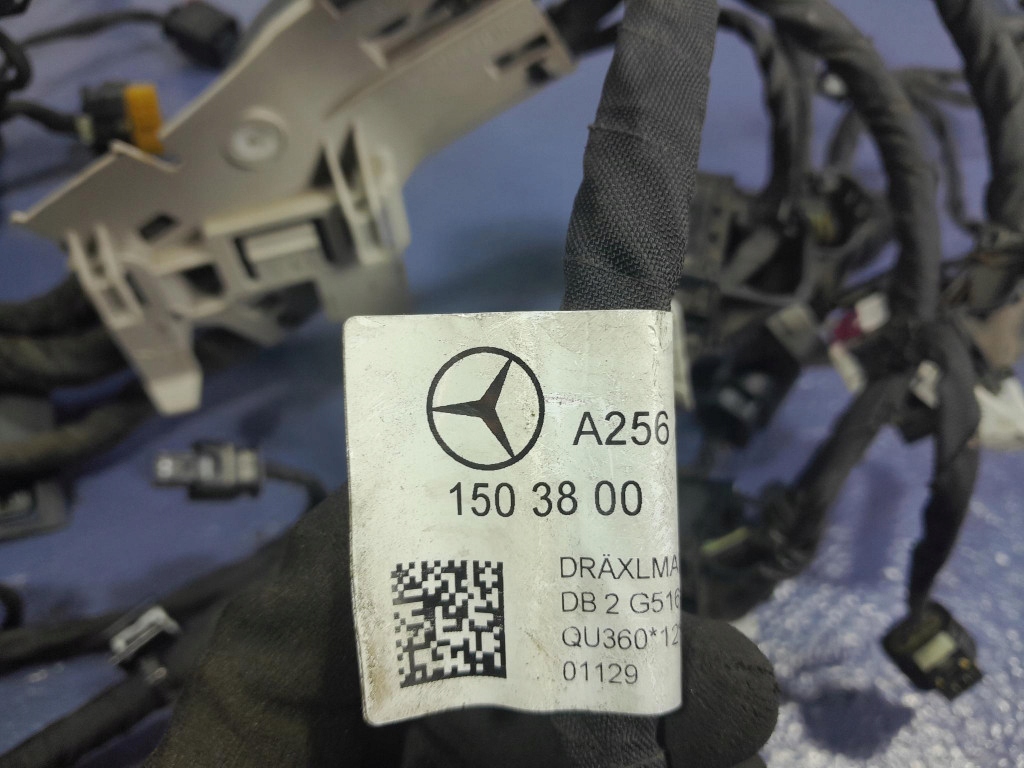 A256
150 38 00
DRÄXLMA
DB 2 G516
QU360*12
01129